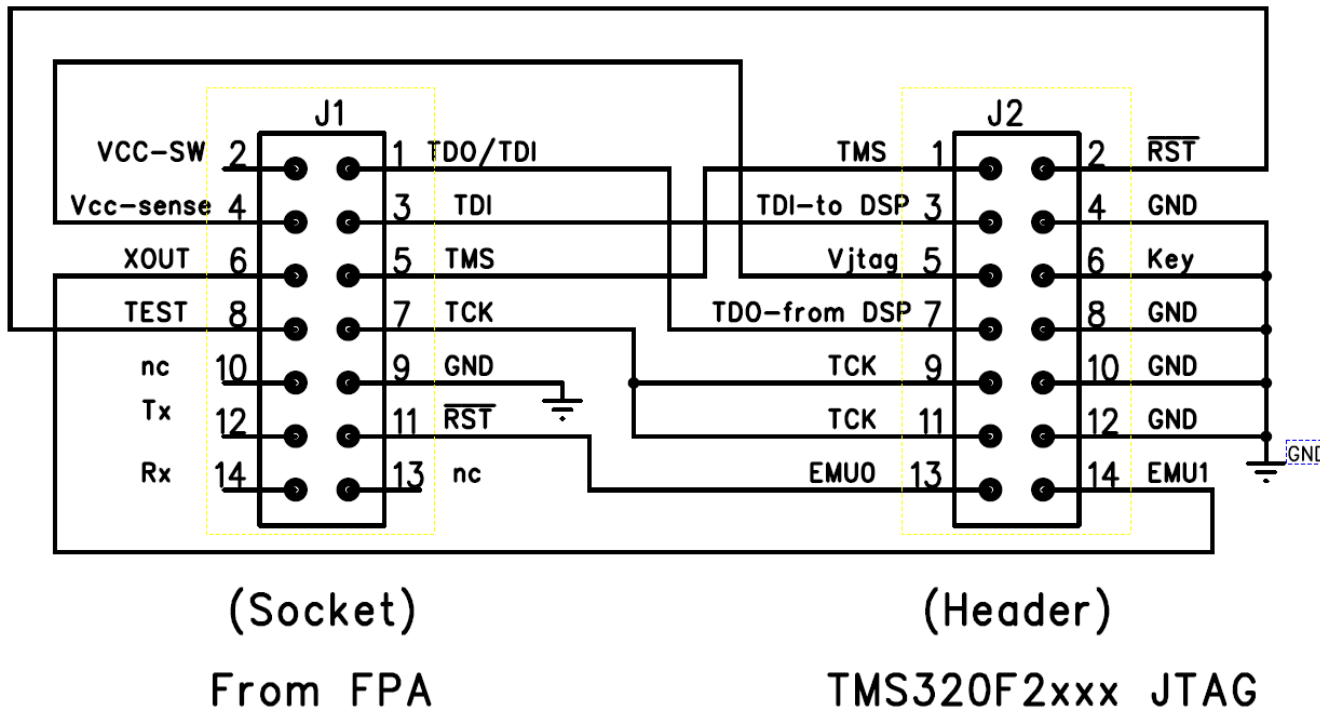 J1 J2
VCC-SW 2 1 TDO/TDI TMS 1 2 RST
Vcc-sense 4 3 TDI TDI-to DSP 3 4 GND
XOUT 6 5 TMS Vjtag 5 6 Key
TEST 8 7 TCK TDO-from DSP 7 8 GND
nc 10 9 GND TCK 9 10 GND
Tx 12 11 RST TCK 11 12 GND
GND
Rx 14 13 nc EMU0 13 14 EMU1
(Socket) (Header)
From FPA TMS320F2xxx JTAG